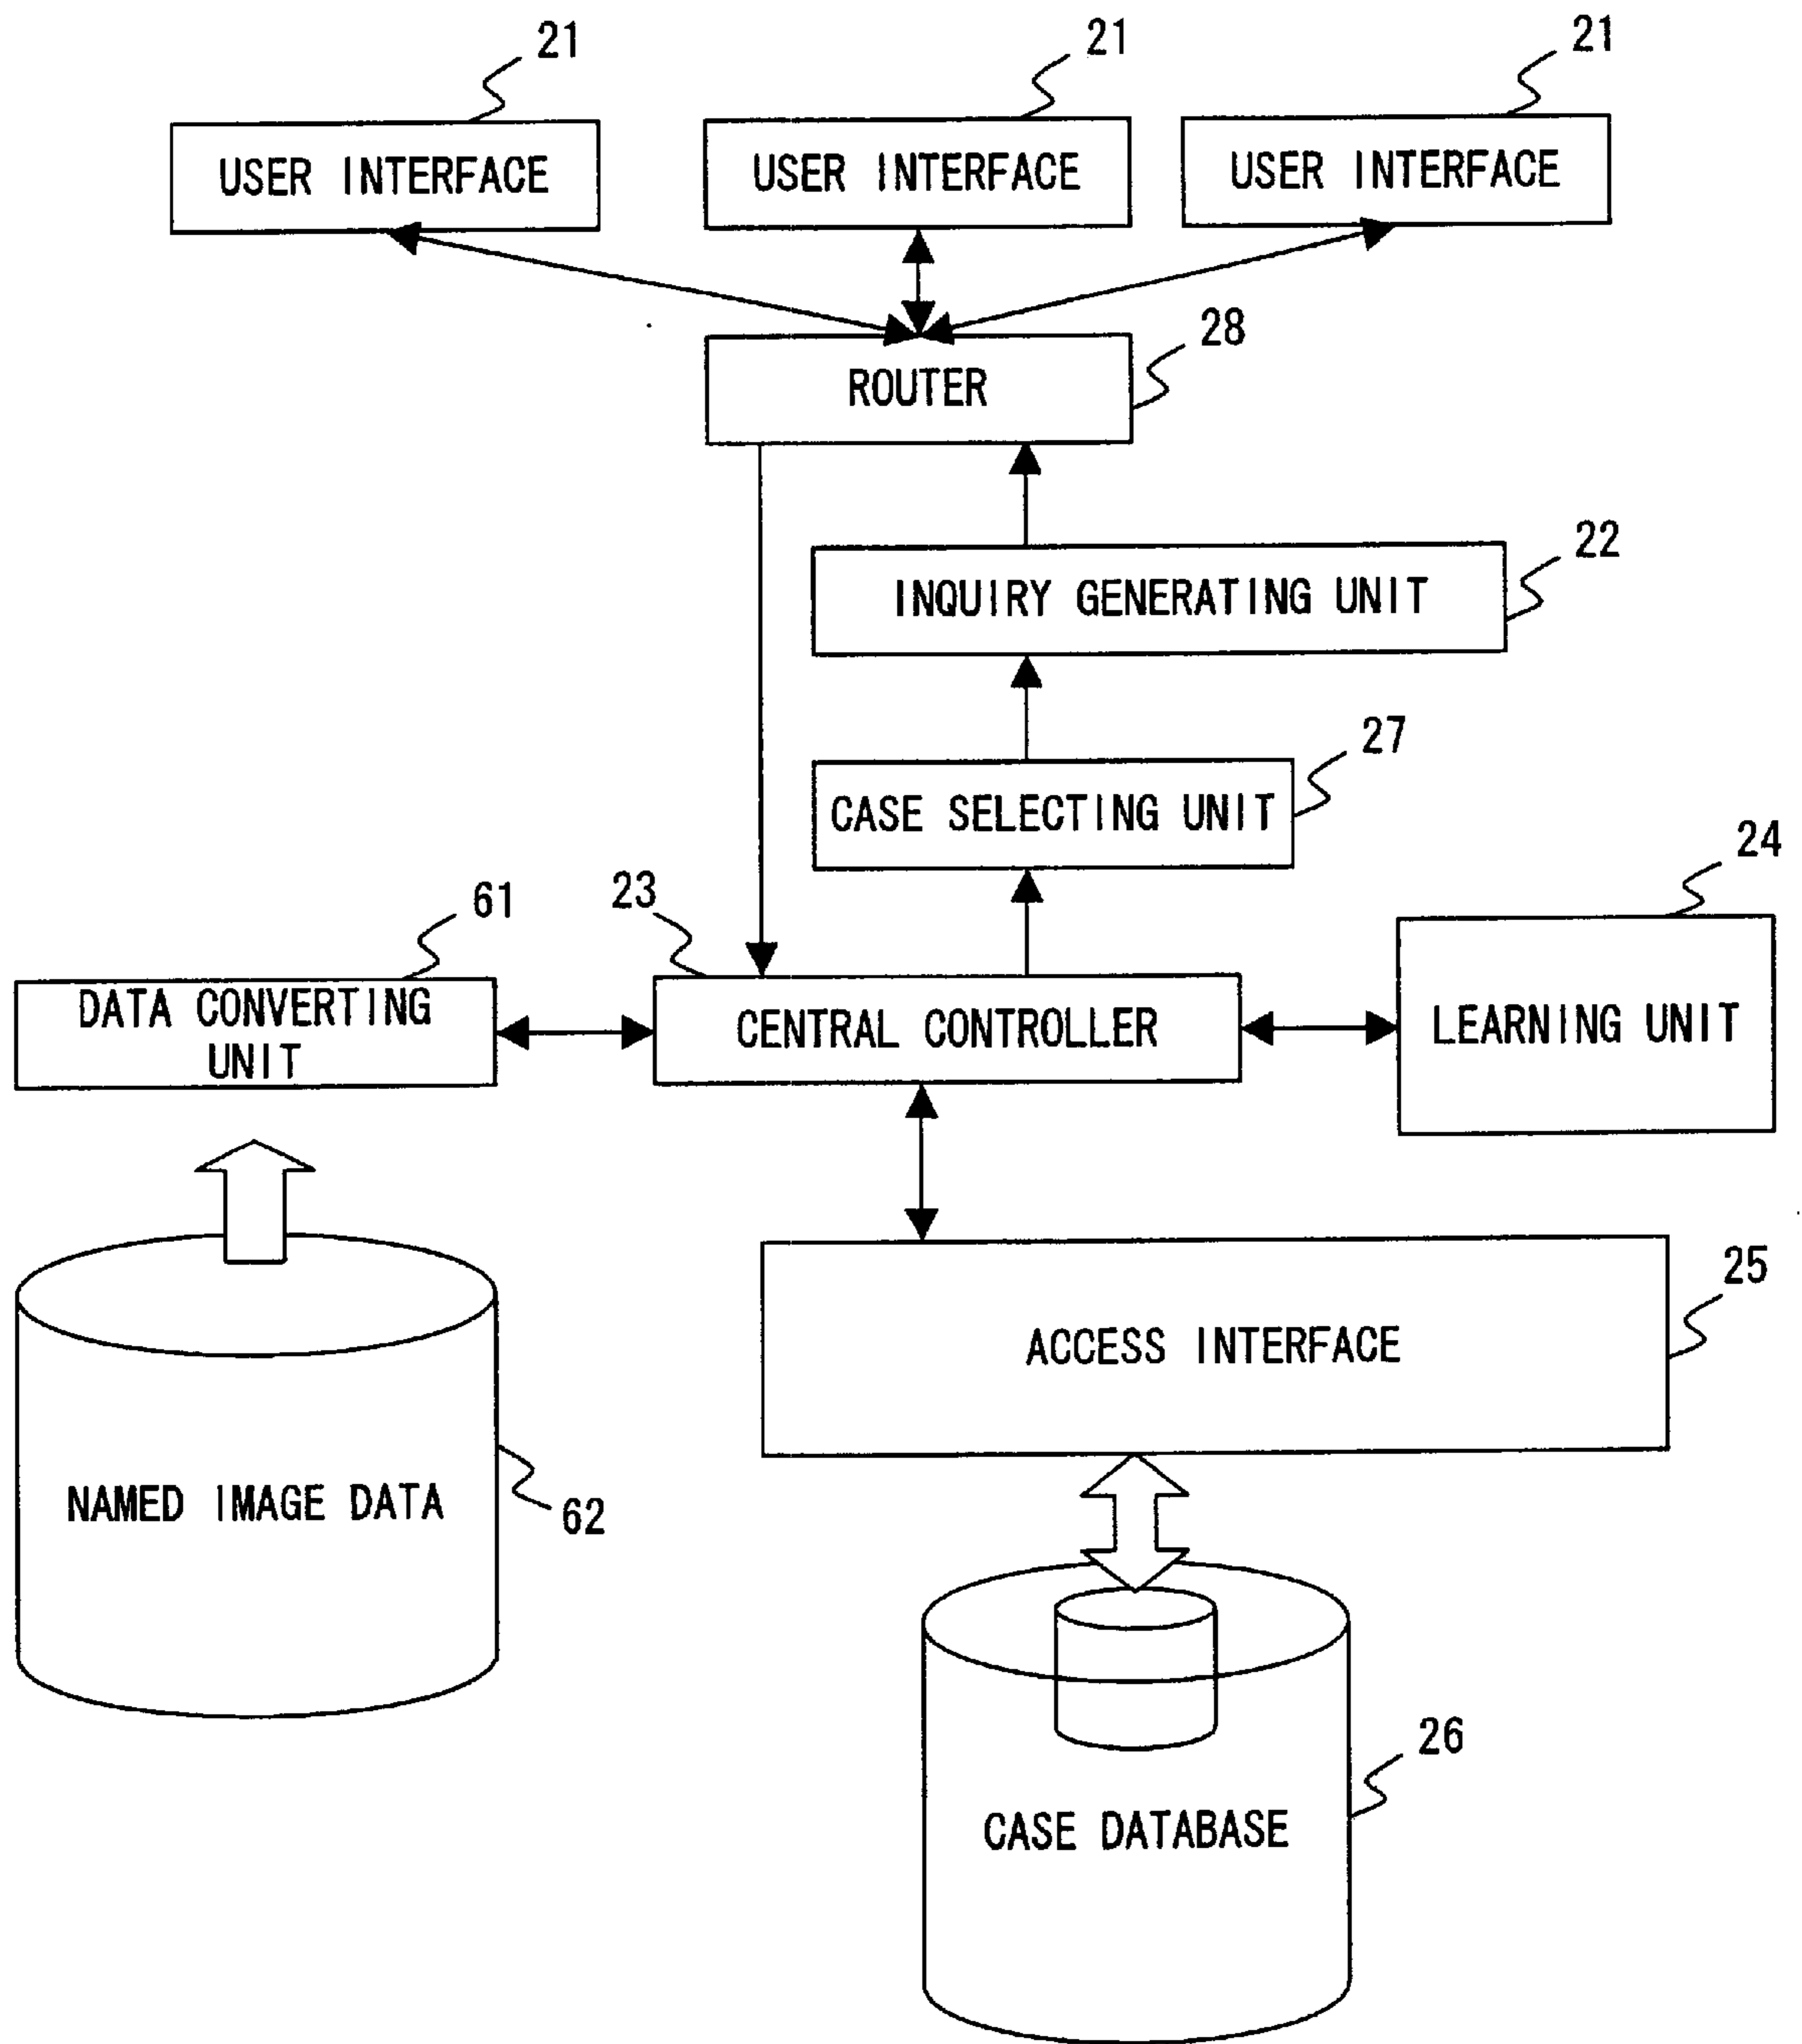 21
21
21
USER INTERFACE
USER INTERFACE
USER INTERFACE
28
ROUTER
22
INQUIRY GENERATING UNIT
27
CASE SELECTING UNIT
24
23
61
DATA CONVERTING
UNIT
CENTRAL CONTROLLER
LEARNING UNIT
25
ACCESS INTERFACE
NAMED IMAGE DATA
62
26
CASE DATABASE